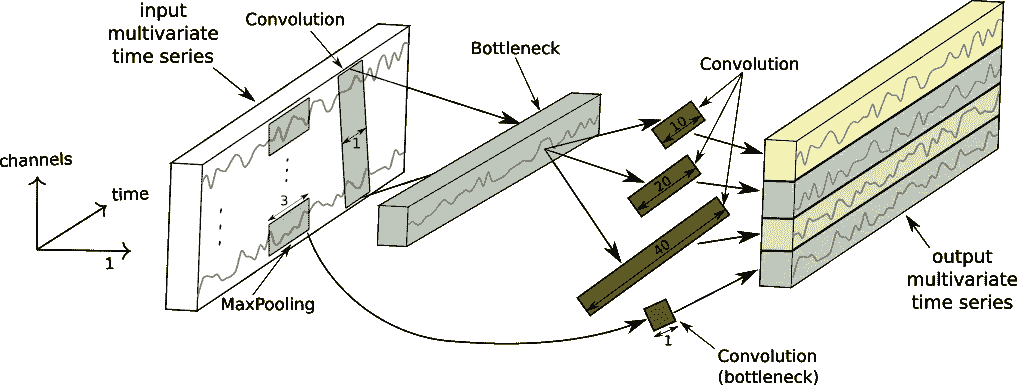 input
multivariate
time series
Convolution
Bottleneck
Convolution
channels
time
1
1
3
MaxPooling
10
20
40
1
Convolution
(bottleneck)
output
multivariate
time series